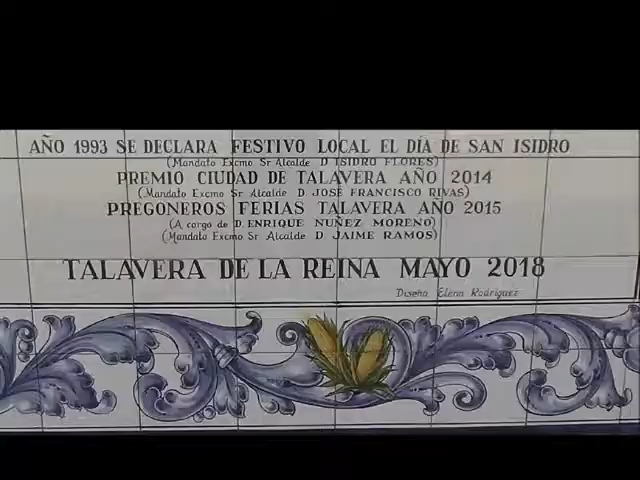 AÑO 1993 SE DECLARA FESTIVO LOCAL EL DÍA DE SAN ISIDRO
(Mandato Excmo Sr Alcalde D ISIDRO FLORES)
PREMIO CIUDAD DE TALAVERA AÑO 2014
(Mandato Exmo Sr Alcalde D JOSÉ FRANCISCO RIVAS)
PREGONEROS FERIAS TALAVERA AÑO 2015
(A cargo de D. ENRIQUE NUÑEZ MORENO)
(Mandato Exmo Sr Alcalde D JAIME RAMOS)
TALAVERA DE LA REINA MAYO 2018
Diseño Elena Rodríguez